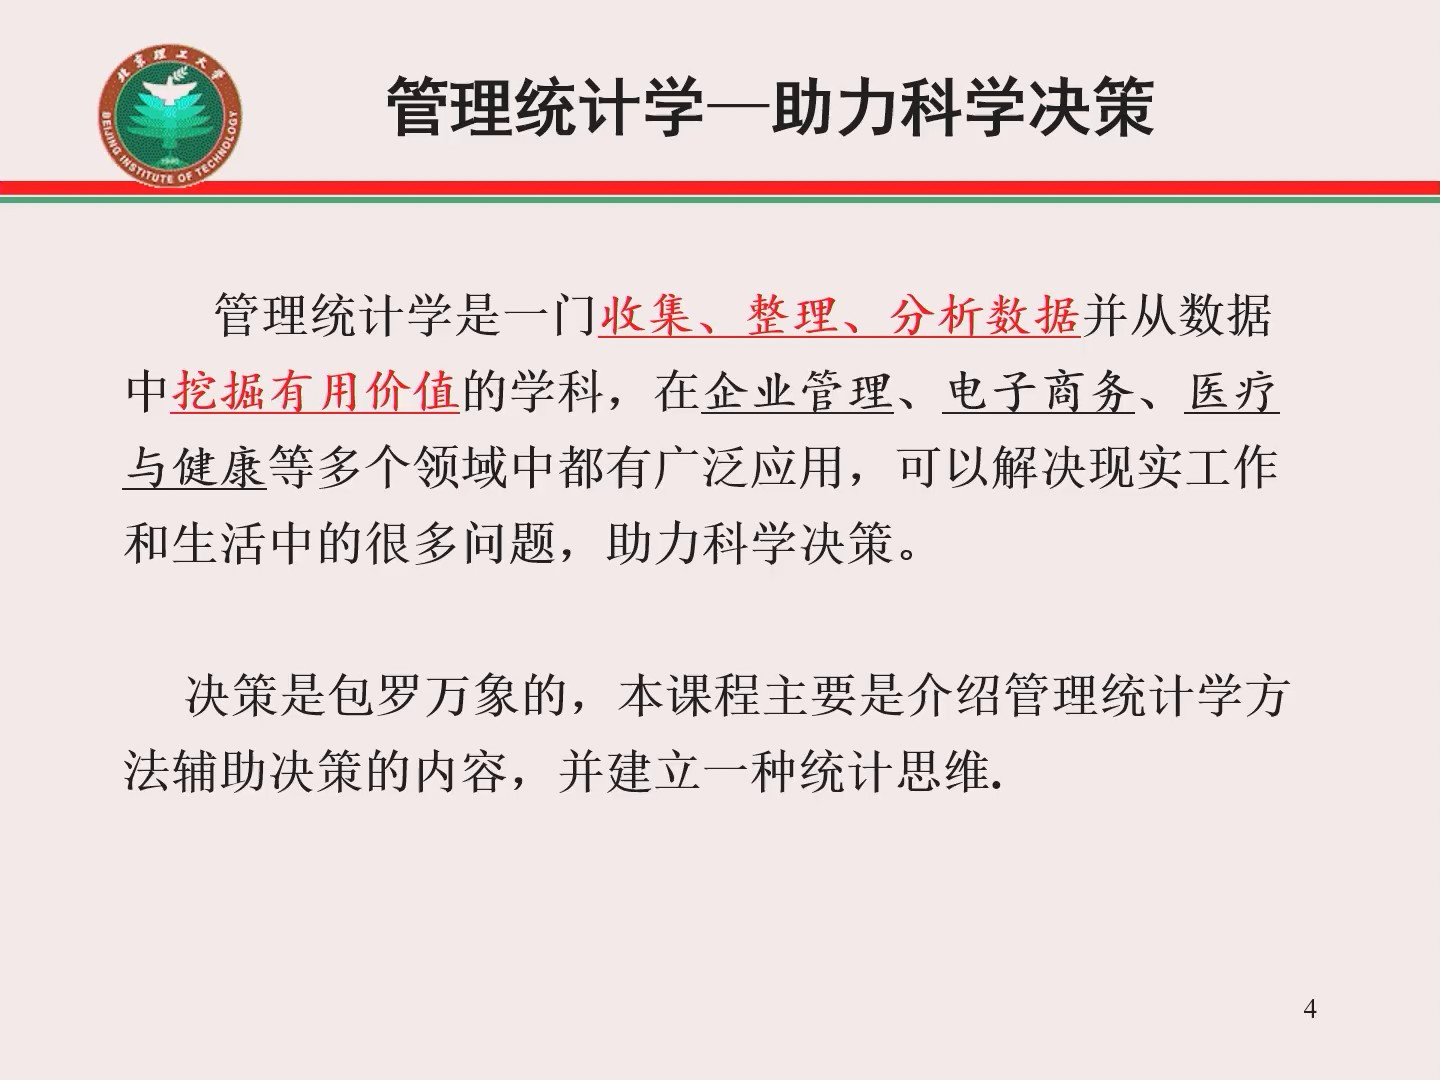 北京理工大学
BEIJING INSTITUTE OF TECHNOLOGY
1940
管理统计学—助力科学决策
管理统计学是一门收集、整理、分析数据并从数据
中挖掘有用价值的学科，在企业管理、电子商务、医疗
与健康等多个领域中都有广泛应用，可以解决现实工作
和生活中的很多问题，助力科学决策。
决策是包罗万象的，本课程主要是介绍管理统计学方
法辅助决策的内容，并建立一种统计思维.
4